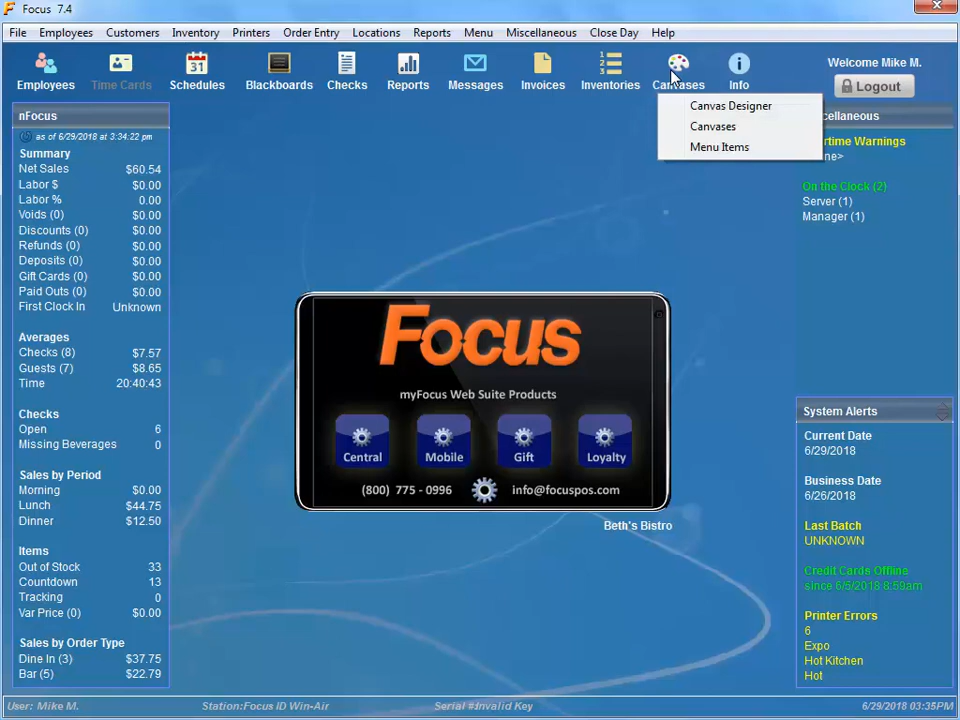 Focus 7.4
File Employees Customers Inventory Printers Order Entry Locations Reports Menu Miscellaneous Close Day Help
Employees Time Cards Schedules Blackboards Checks Reports Messages Invoices Inventories Canvases Info
31
Welcome Mike M.
Logout
Canvas Designer
Canvases
Menu Items
nFocus
as of 6/29/2018 at 3:34:22 pm
Summary
Net Sales $60.54
Labor $ $0.00
Labor % 0.00
Voids (0) $0.00
Discounts (0) $0.00
Refunds (0) $0.00
Deposits (0) $0.00
Gift Cards (0) $0.00
Paid Outs (0) $0.00
First Clock In Unknown
Averages
Checks (8) $7.57
Guests (7) $8.65
Time 20:40:43
Checks
Open 6
Missing Beverages 0
Sales by Period
Morning $0.00
Lunch $44.75
Dinner $12.50
Items
Out of Stock 33
Countdown 13
Tracking 0
Var Price (0) $0.00
Sales by Order Type
Dine In (3) $37.75
Bar (5) $22.79
Focus
myFocus Web Suite Products
Central Mobile Gift Loyalty
(800) 775 - 0996 info@focuspos.com
Beth's Bistro
cellaneous
rtime Warnings
ne>
On the Clock (2)
Server (1)
Manager (1)
System Alerts
Current Date
6/29/2018
Business Date
6/26/2018
Last Batch
UNKNOWN
Credit Cards Offline
since 6/5/2018 8:59am
Printer Errors
6
Expo
Hot Kitchen
Hot
User: Mike M. Station:Focus ID Win-Air Serial #:Invalid Key 6/29/2018 03:35PM